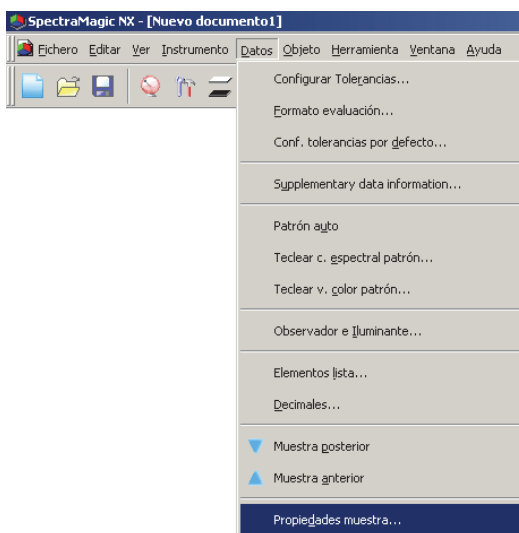 SpectraMagic NX - [Nuevo documento1]
Fichero Editar Ver Instrumento Datos Objeto Herramienta Ventana Ayuda
Configurar Tolerancias...
Formato evaluación...
Conf. tolerancias por defecto...
Supplementary data information...
Patrón auto
Teclear c. espectral patrón...
Teclear v. color patrón...
Observador e Iluminante...
Elementos lista...
Decimales...
Muestra posterior
Muestra anterior
Propiedades muestra...